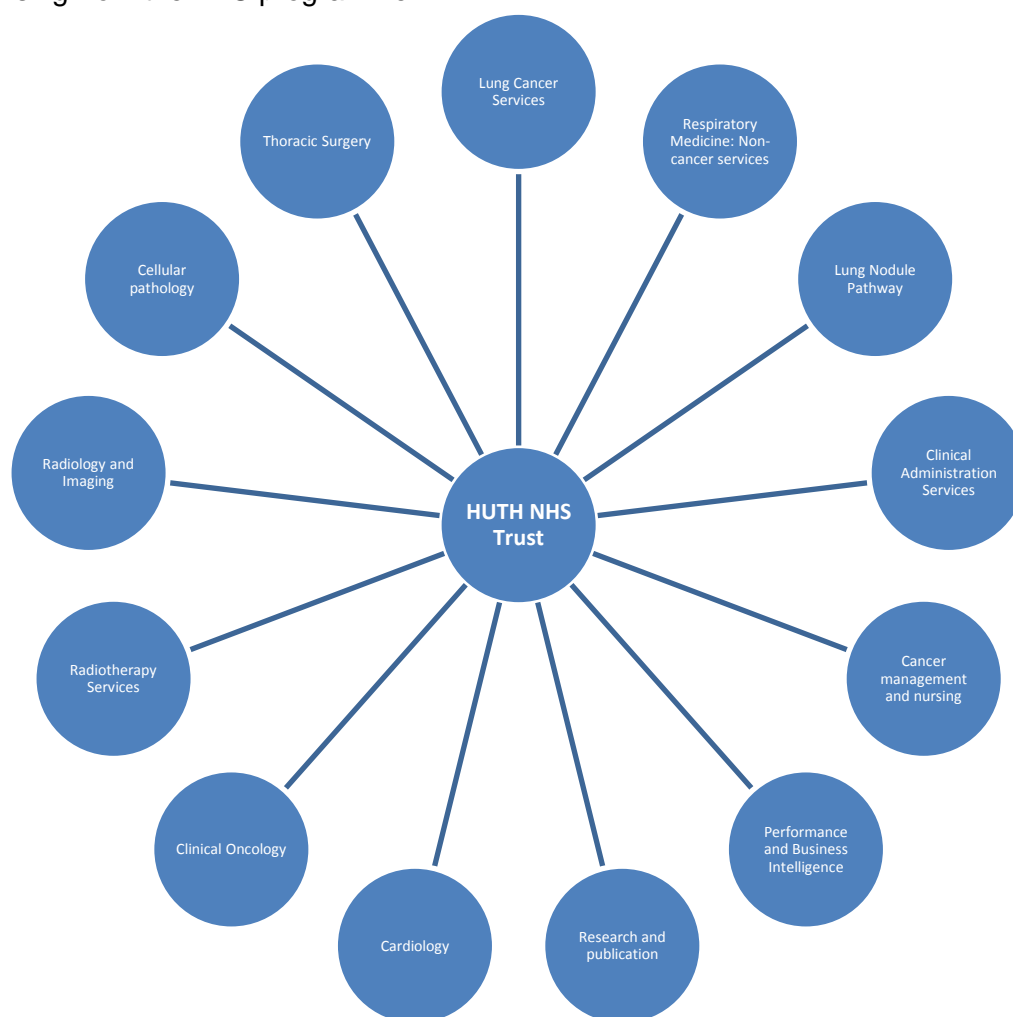 Lung Cancer
Services
Respiratory
Medicine: Non-
cancer services
Lung Nodule
Pathway
Clinical
Administration
Services
Cancer
management
and nursing
Performance
and Business
Intelligence
Research and
publication
Cardiology
Clinical Oncology
Radiotherapy
Services
Radiology and
Imaging
Cellular
pathology
Thoracic Surgery
HUTH NHS
Trust